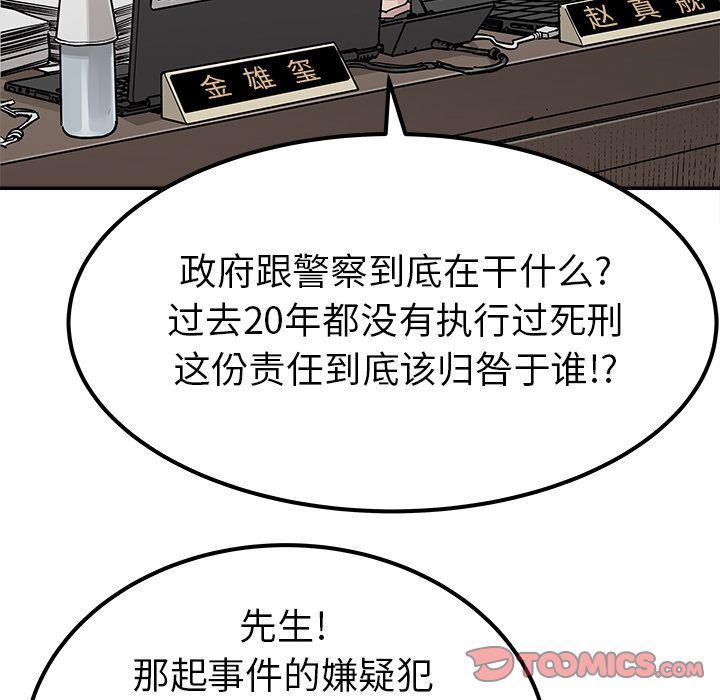 赵真舰
金雄玺
政府跟警察到底在干什么?
过去20年都没有执行过死刑
这份责任到底该归咎于谁!?
先生!
那起事件的嫌疑犯
TOOMICS.COM